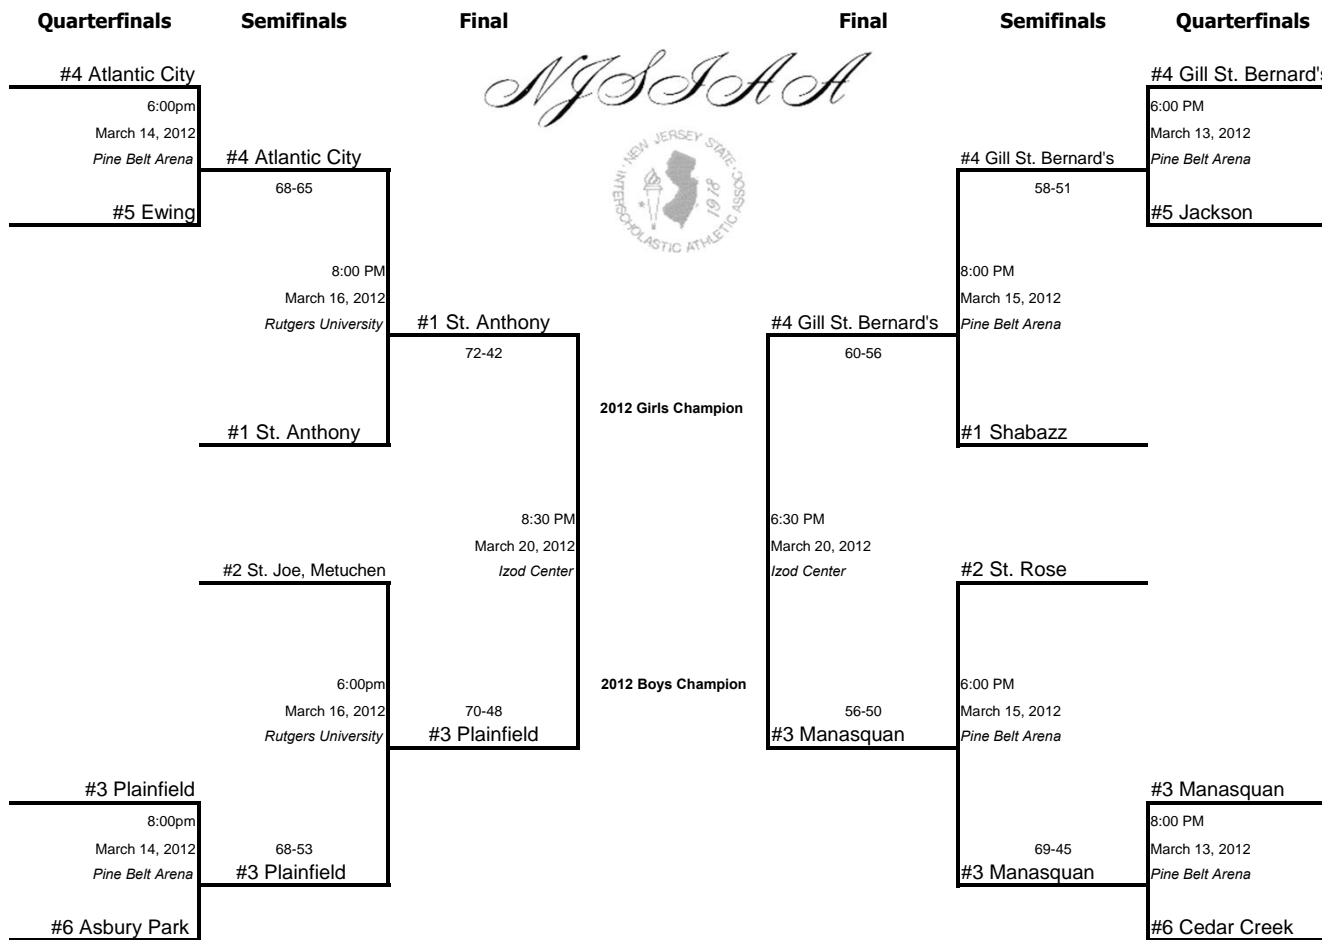 Quarterfinals Semifinals Final Final Semifinals Quarterfinals
NJSIAA
NEW JERSEY STATE INTERSCHOLASTIC ATHLETIC ASSOC.
1918
#4 Atlantic City
6:00pm
March 14, 2012
Pine Belt Arena
#5 Ewing
#4 Atlantic City
68-65
8:00 PM
March 16, 2012
Rutgers University
#1 St. Anthony
#1 St. Anthony
72-42
#2 St. Joe, Metuchen
6:00pm
March 16, 2012
Rutgers University
#3 Plainfield
8:00pm
March 14, 2012
Pine Belt Arena
#6 Asbury Park
68-53
#3 Plainfield
70-48
#3 Plainfield
8:30 PM
March 20, 2012
Izod Center
2012 Girls Champion
2012 Boys Champion
#4 Gill St. Bernard's
60-56
6:30 PM
March 20, 2012
Izod Center
56-50
#3 Manasquan
#4 Gill St. Bernard's
58-51
8:00 PM
March 15, 2012
Pine Belt Arena
#1 Shabazz
#2 St. Rose
6:00 PM
March 15, 2012
Pine Belt Arena
69-45
#3 Manasquan
#4 Gill St. Bernard's
6:00 PM
March 13, 2012
Pine Belt Arena
#5 Jackson
#3 Manasquan
8:00 PM
March 13, 2012
Pine Belt Arena
#6 Cedar Creek